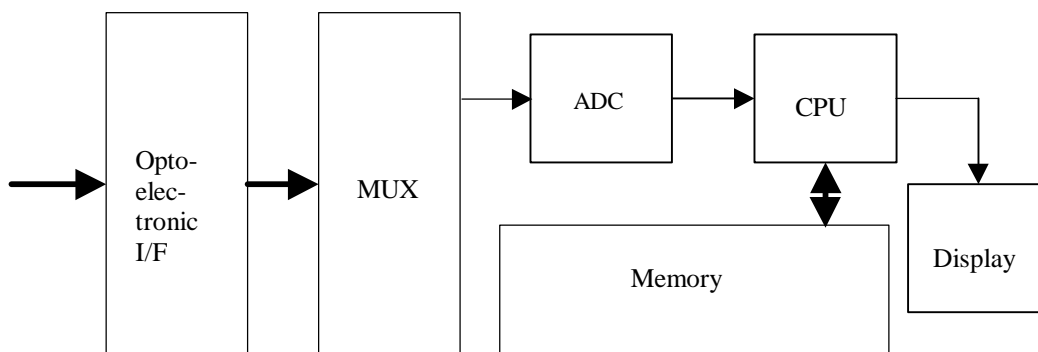 Opto-
elec-
tronic
I/F
MUX
ADC
CPU
Memory
Display